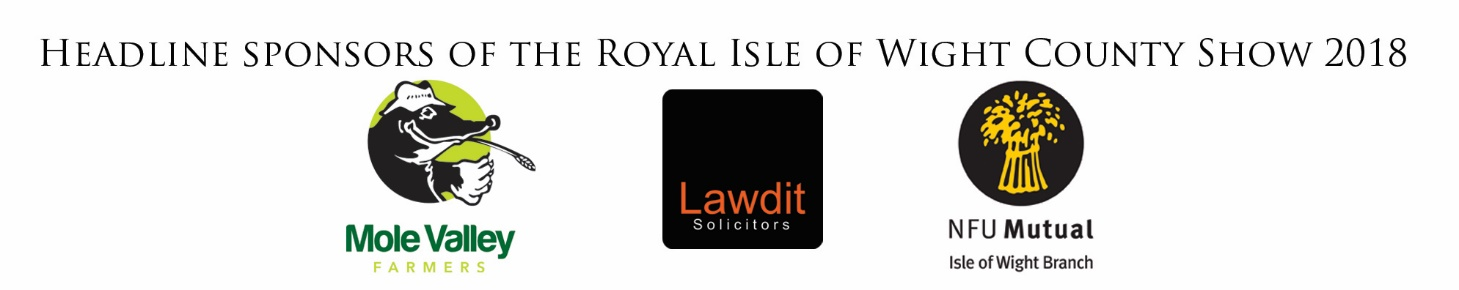 Headline sponsors of the Royal Isle of Wight County Show 2018
Mole Valley
FARMERS
Lawdit
Solicitors
NFU Mutual
Isle of Wight Branch